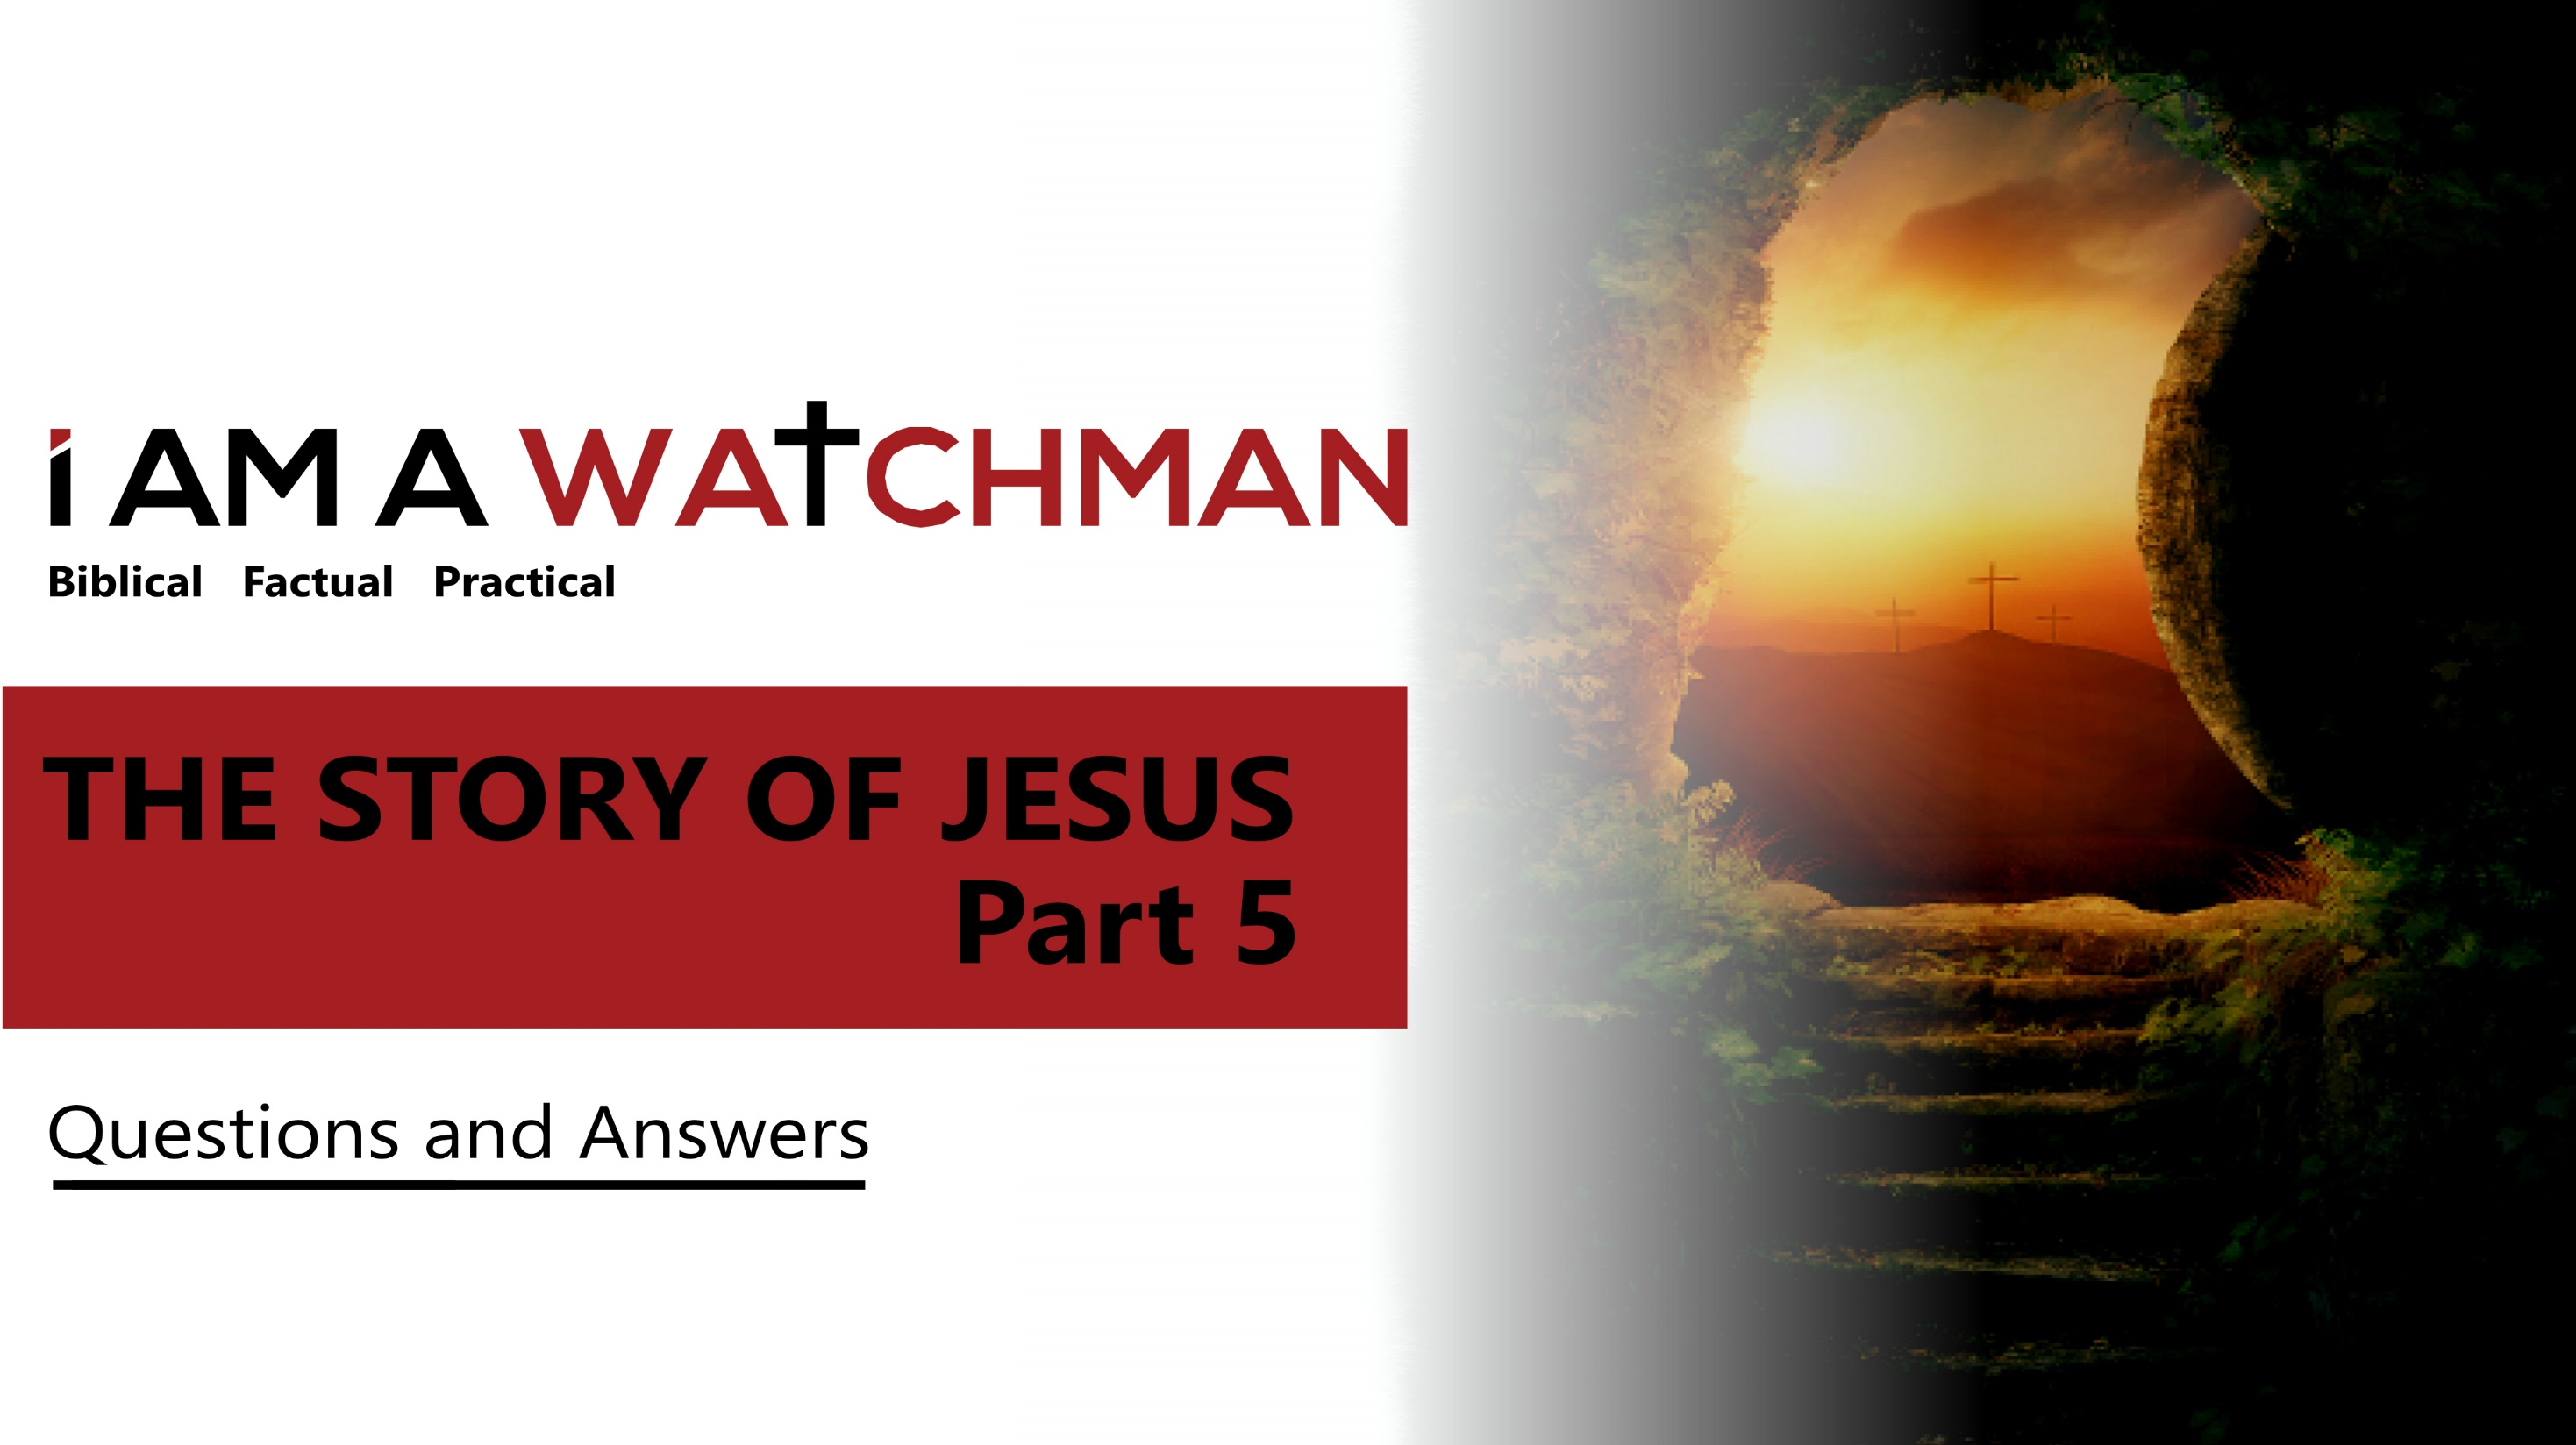 i AM A WATCHMAN
Biblical Factual Practical
THE STORY OF JESUS
Part 5
Questions and Answers